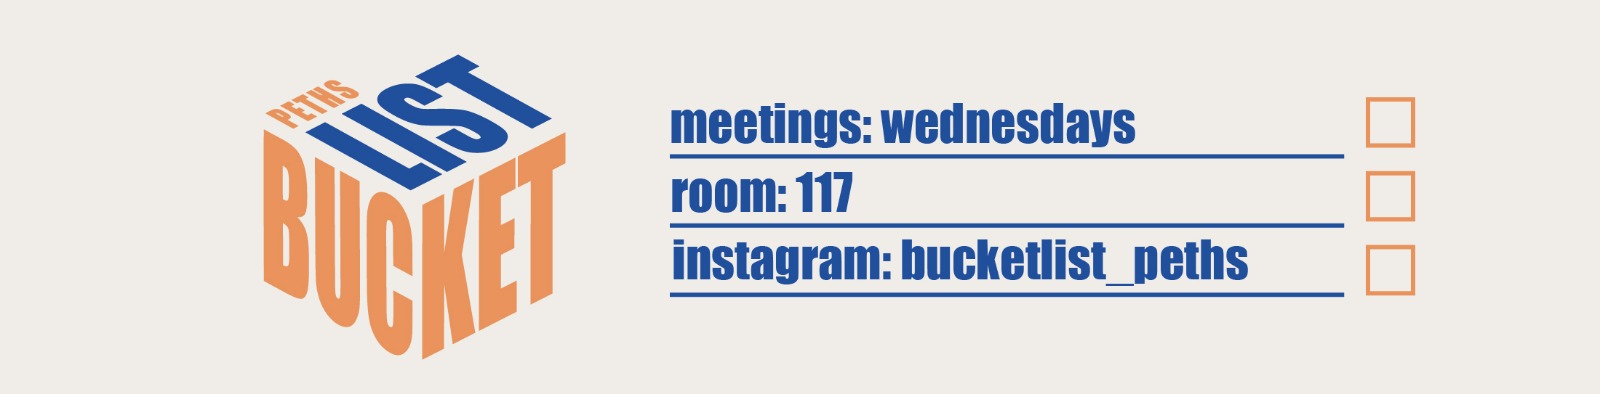 PETHS
LIST
BUCKET
meetings: wednesdays
room: 117
instagram: bucketlist_peths